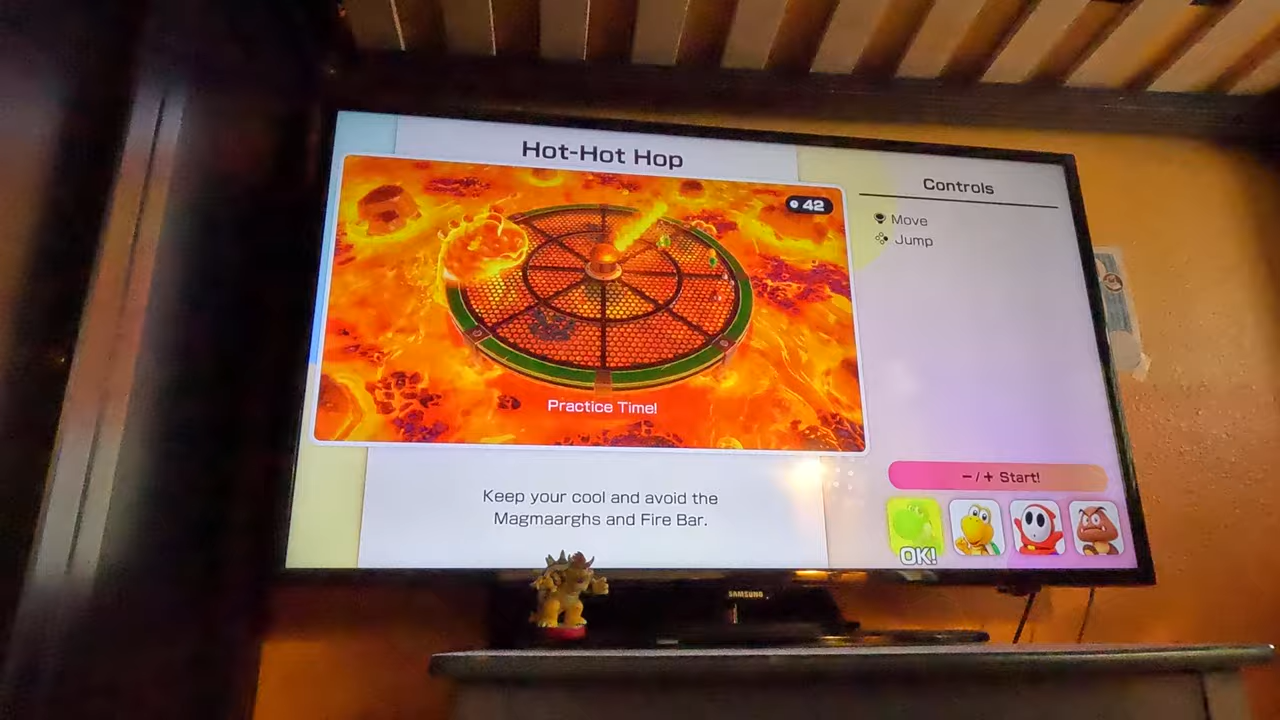 Hot-Hot Hop
42
Practice Time!
Keep your cool and avoid the
Magmaarghs and Fire Bar.
Controls
Move
Jump
-/+ Start!
OK!
SAMSUNG